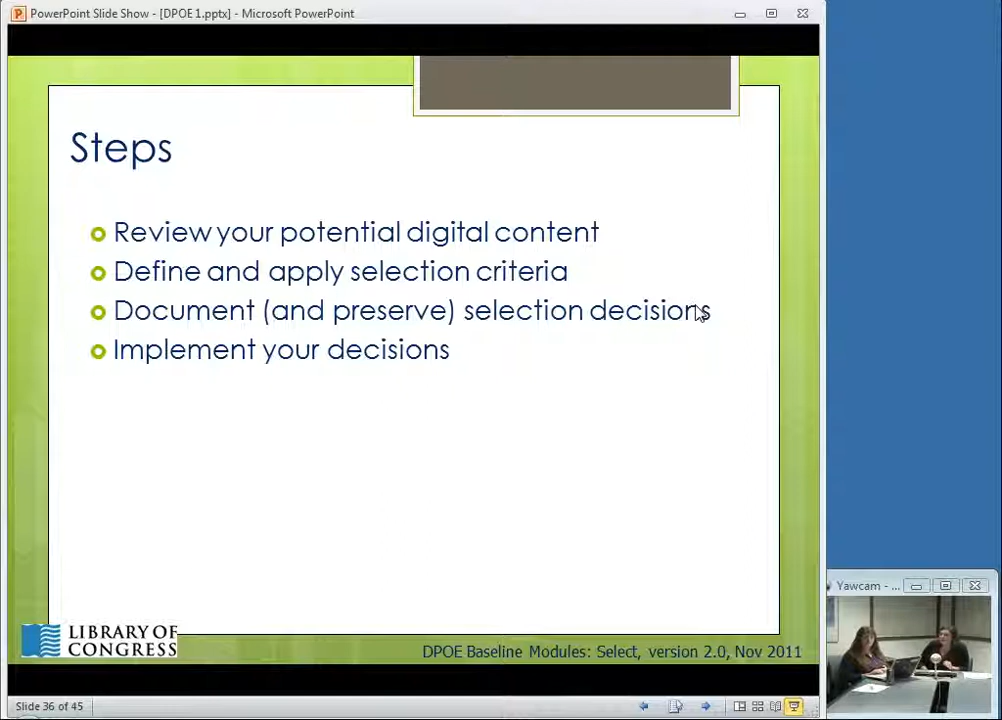 PowerPoint Slide Show - [DPOE 1.pptx] - Microsoft PowerPoint
Steps
Review your potential digital content
Define and apply selection criteria
Document (and preserve) selection decisions
Implement your decisions
LIBRARY OF
CONGRESS
DPOE Baseline Modules: Select, version 2.0, Nov 2011
Yawcam - ...
Slide 36 of 45